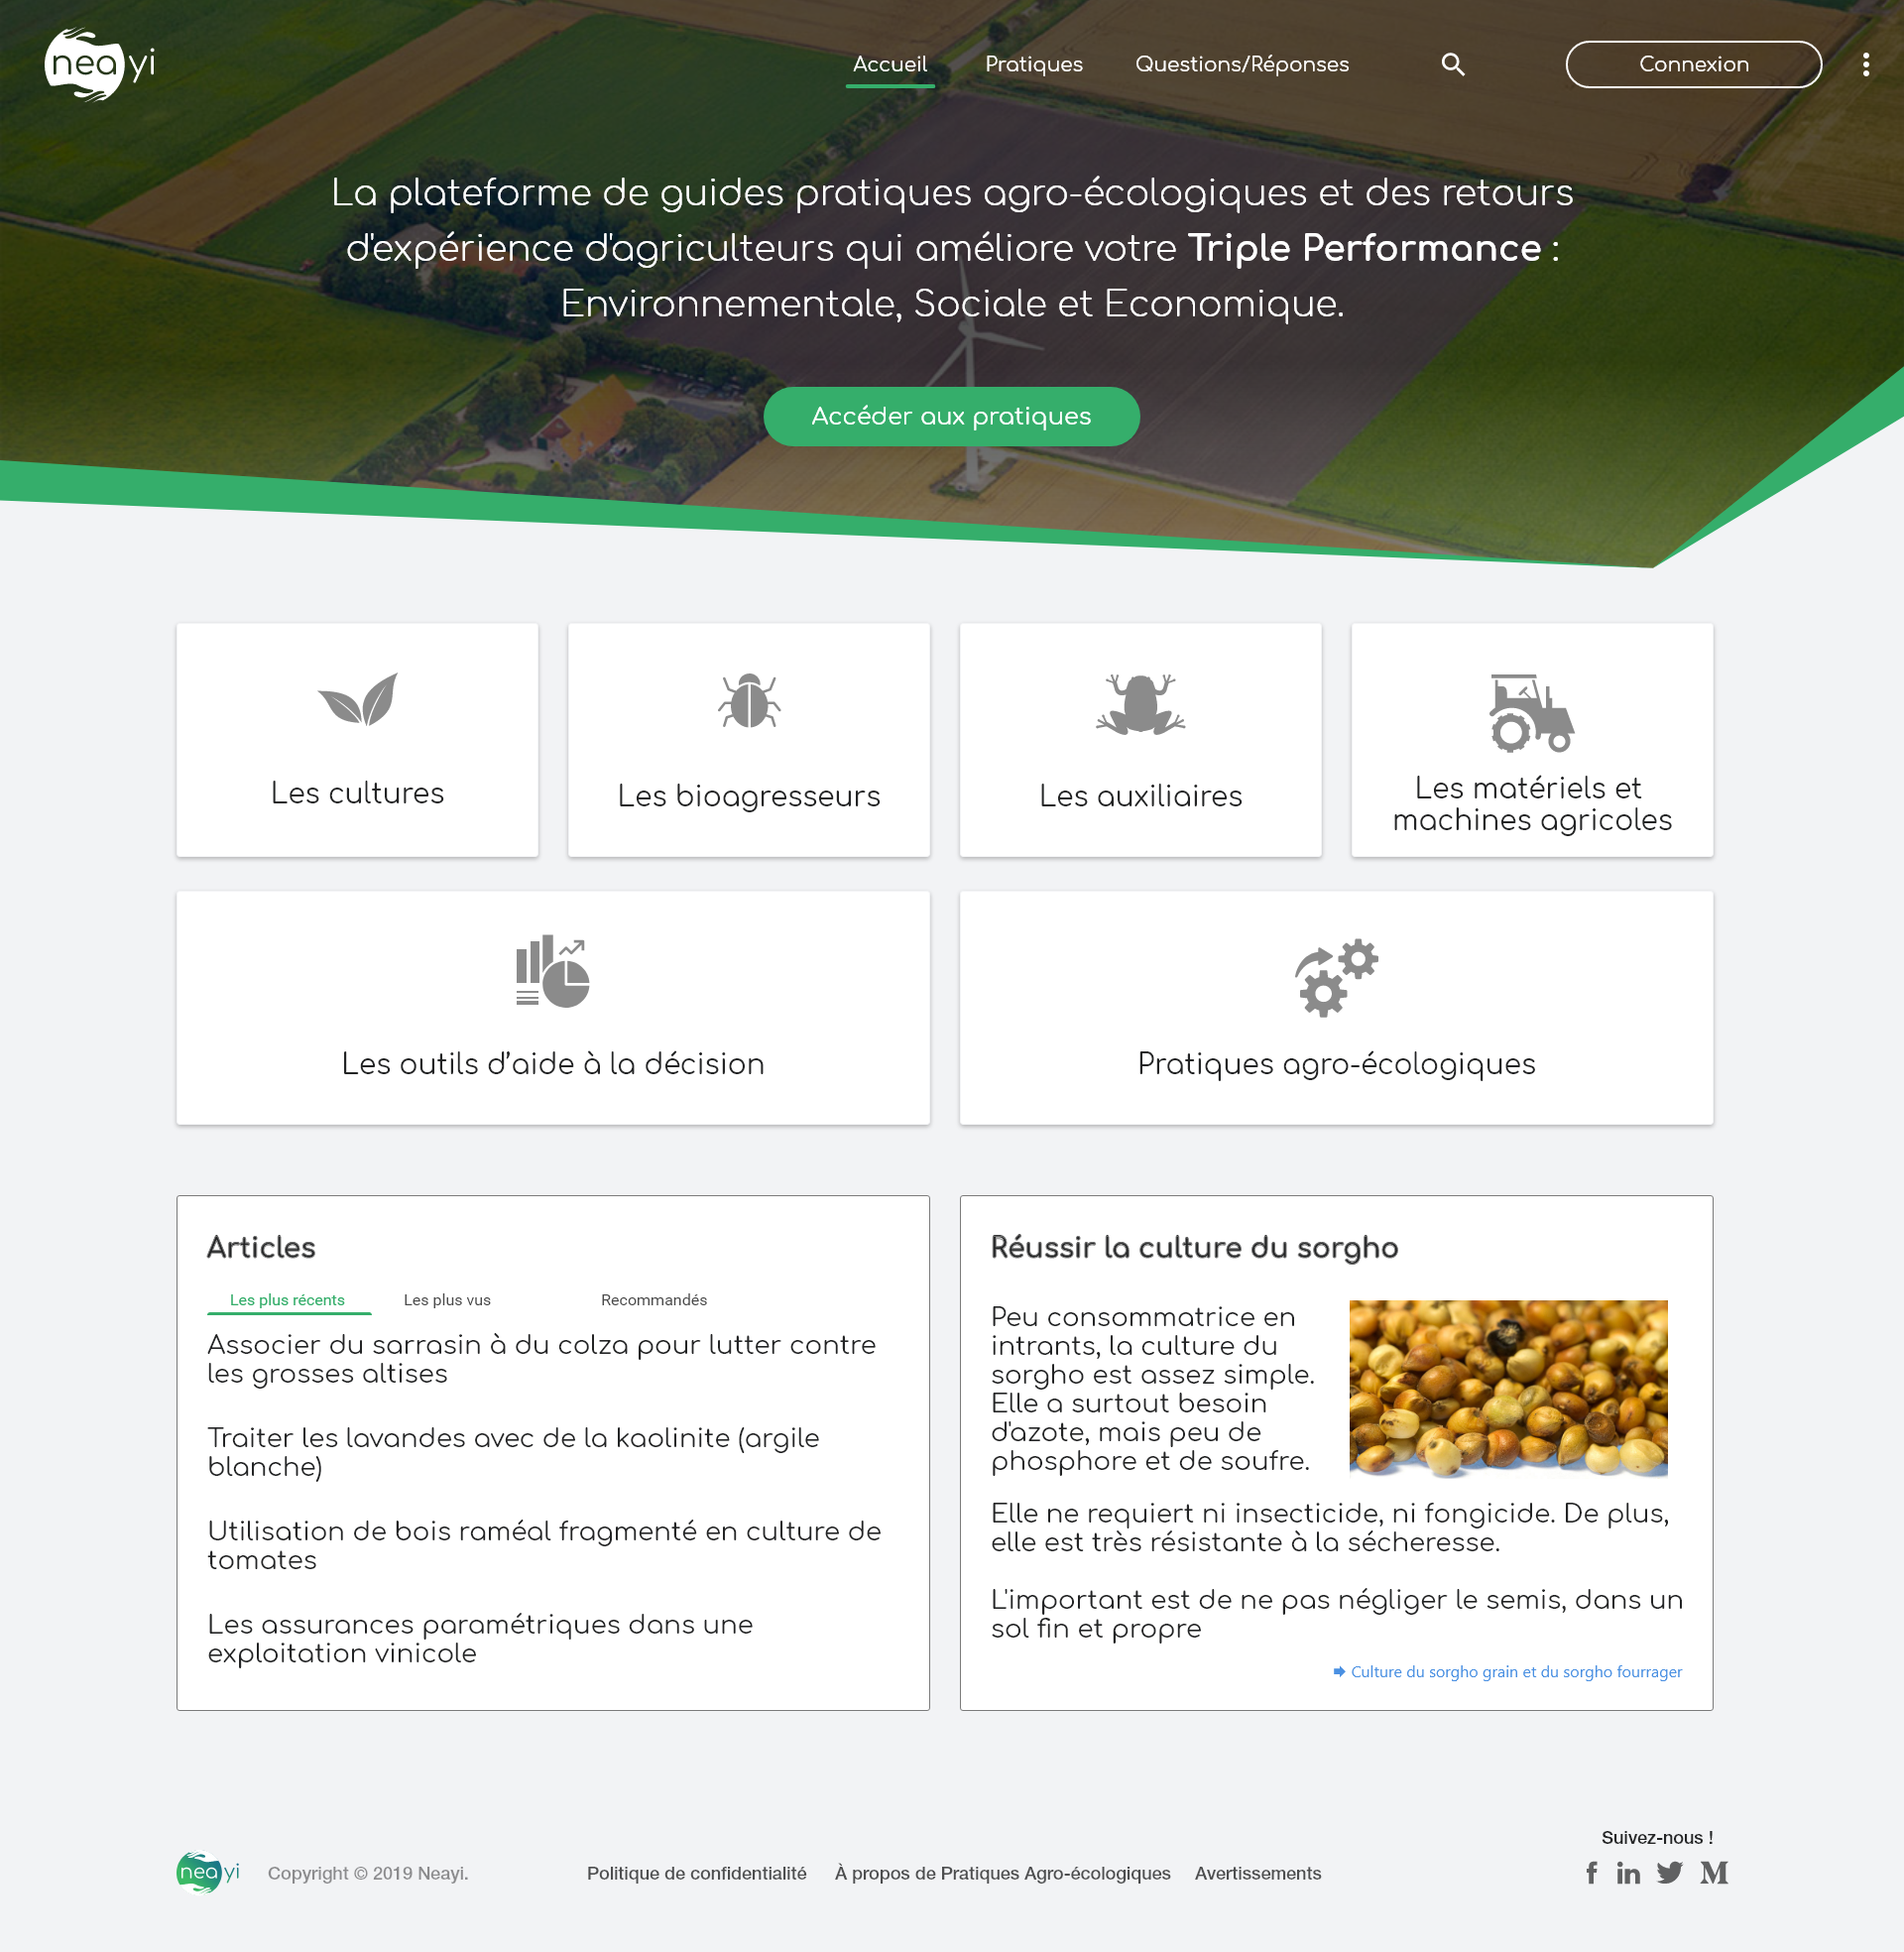 neayi
Accueil
Pratiques
Questions/Réponses
Connexion
La plateforme de guides pratiques agro-écologiques et des retours
d'expérience d'agriculteurs qui améliore votre Triple Performance :
Environnementale, Sociale et Economique.
Accéder aux pratiques
Les cultures
Les bioagresseurs
Les auxiliaires
Les matériels et
machines agricoles
Les outils d’aide à la décision
Pratiques agro-écologiques
Articles
Les plus récents
Les plus vus
Recommandés
Associer du sarrasin à du colza pour lutter contre
les grosses altises
Traiter les lavandes avec de la kaolinite (argile
blanche)
Utilisation de bois raméal fragmenté en culture de
tomates
Les assurances paramétriques dans une
exploitation vinicole
Réussir la culture du sorgho
Peu consommatrice en
intrants, la culture du
sorgho est assez simple.
Elle a surtout besoin
d'azote, mais peu de
phosphore et de soufre.
Elle ne requiert ni insecticide, ni fongicide. De plus,
elle est très résistante à la sécheresse.
L'important est de ne pas négliger le semis, dans un
sol fin et propre
Culture du sorgho grain et du sorgho fourrager
Suivez-nous !
neayi
Copyright © 2019 Neayi.
Politique de confidentialité
À propos de Pratiques Agro-écologiques
Avertissements